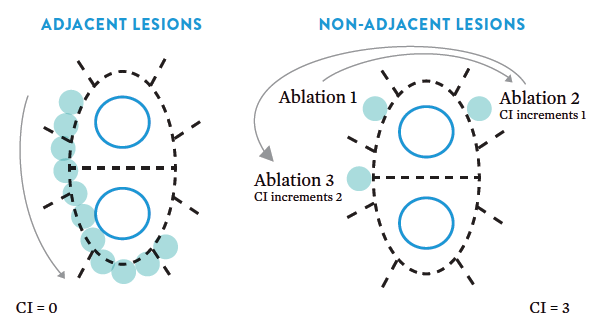 ADJACENT LESIONS
CI = 0
NON-ADJACENT LESIONS
Ablation 1
Ablation 2
CI increments 1
Ablation 3
CI increments 2
CI = 3